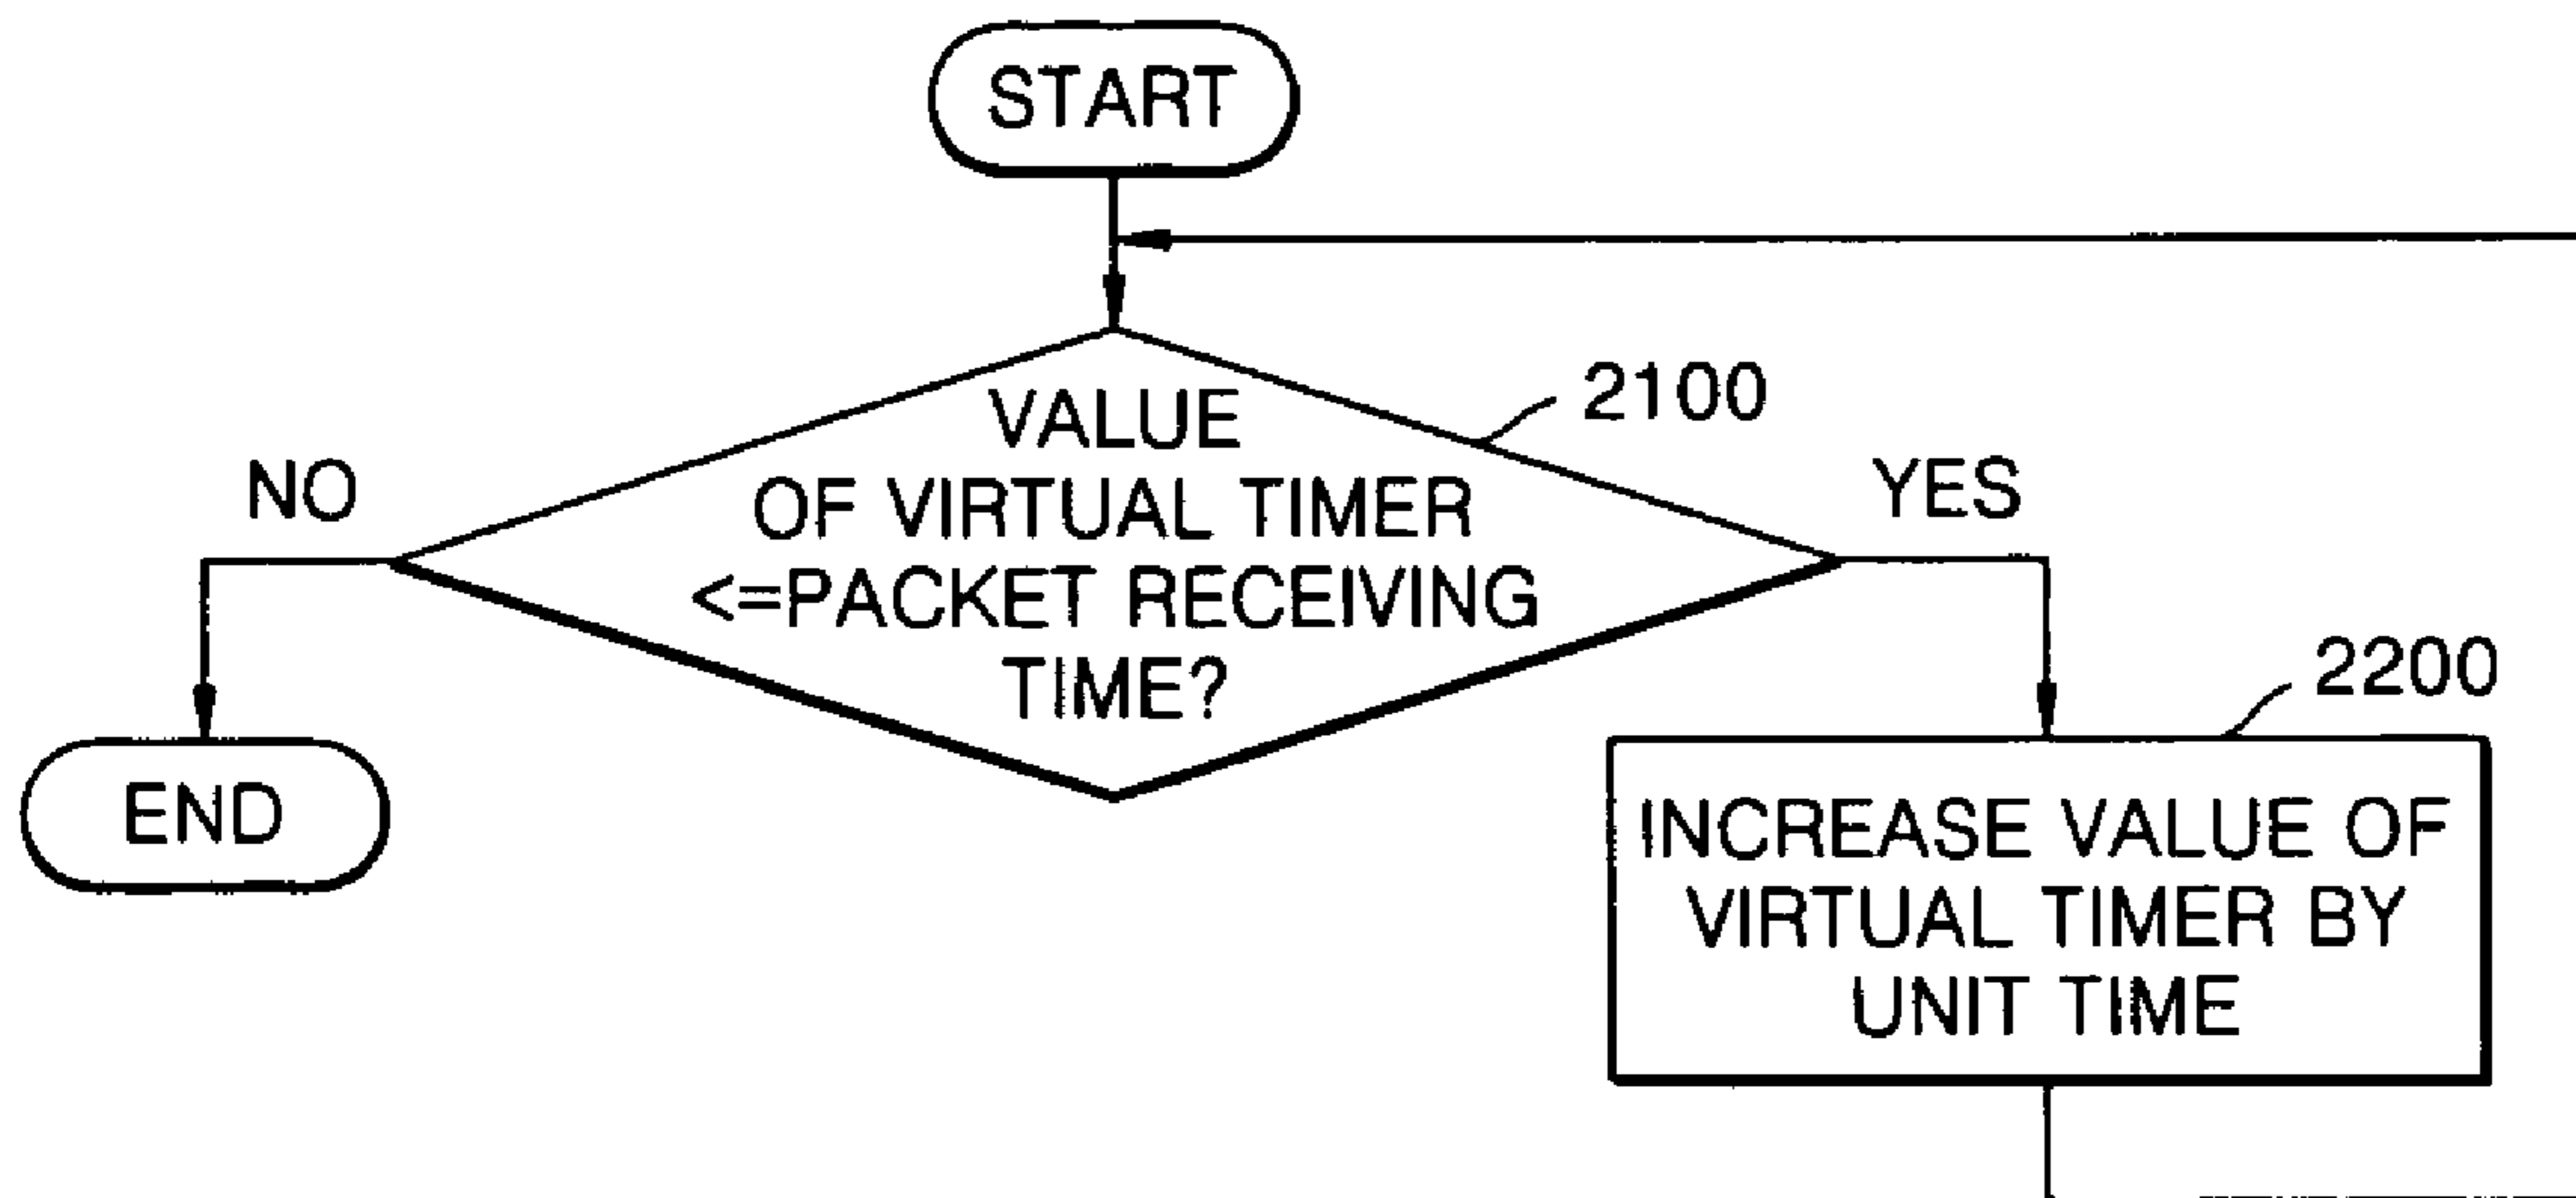 START
2100
VALUE
OF VIRTUAL TIMER
<=PACKET RECEIVING
TIME?
NO
YES
2200
END
INCREASE VALUE OF
VIRTUAL TIMER BY
UNIT TIME